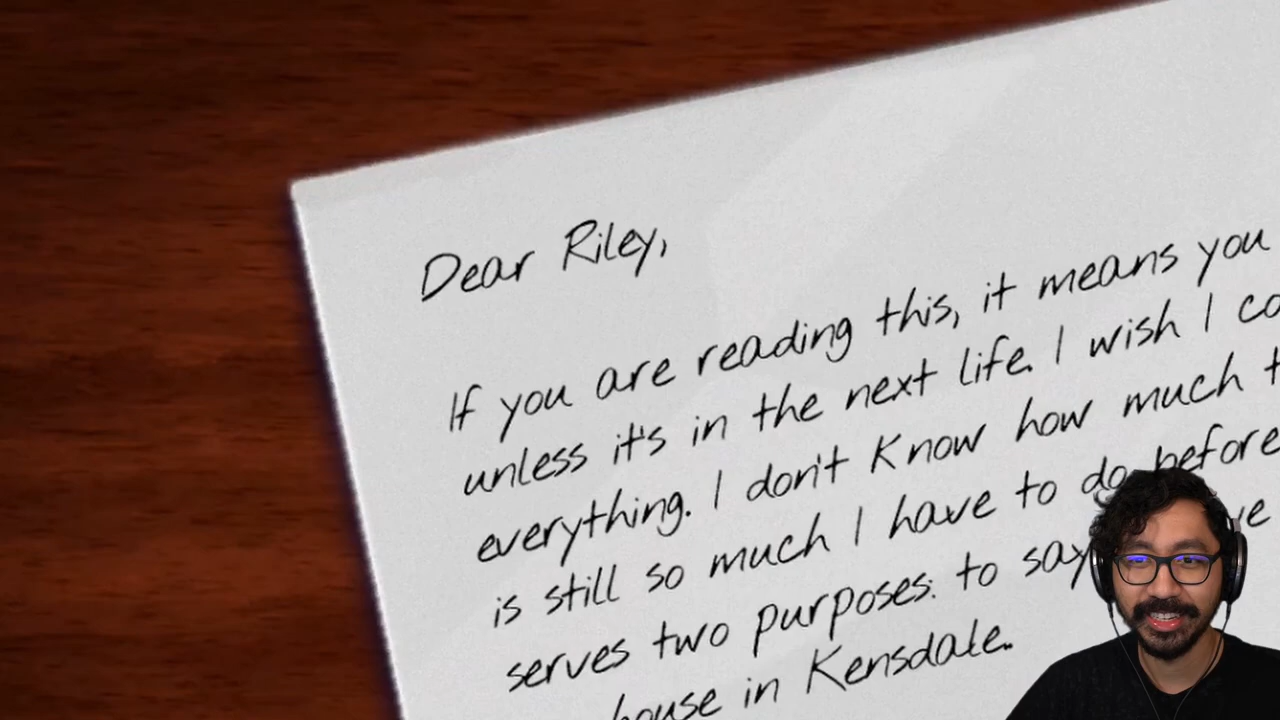 Dear Riley,
If you are reading this, it means you
unless it's in the next life. I wish I co
everything. I don't know how much t
is still so much I have to do before
serves two purposes: to say ve
house in Kensdale.